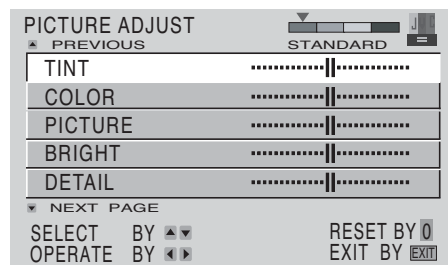 PICTURE ADJUST
PREVIOUS STANDARD
TINT
COLOR
PICTURE
BRIGHT
DETAIL
NEXT PAGE
SELECT BY RESET BY 0
OPERATE BY EXIT BY EXIT